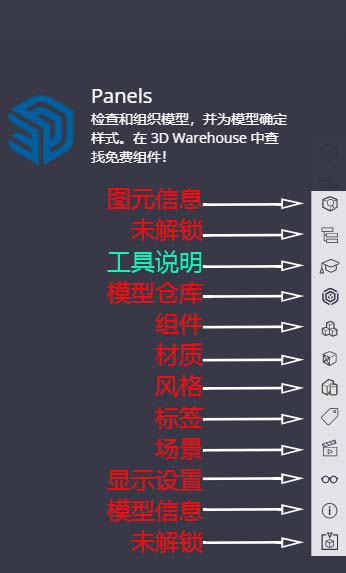 Panels
检查和组织模型，并为模型确定
样式。在 3D Warehouse 中查
找免费组件！
图元信息
未解锁
工具说明
模型仓库
组件
材质
风格
标签
场景
显示设置
模型信息
未解锁